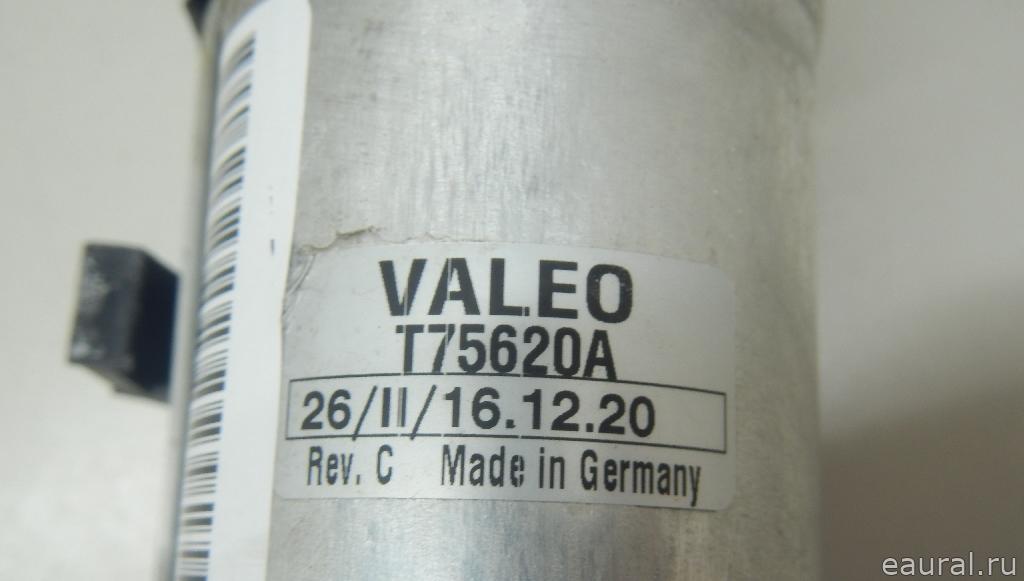 VALEO
T75620A
26/II/16.12.20
Rev. C Made in Germany
eaural.ru